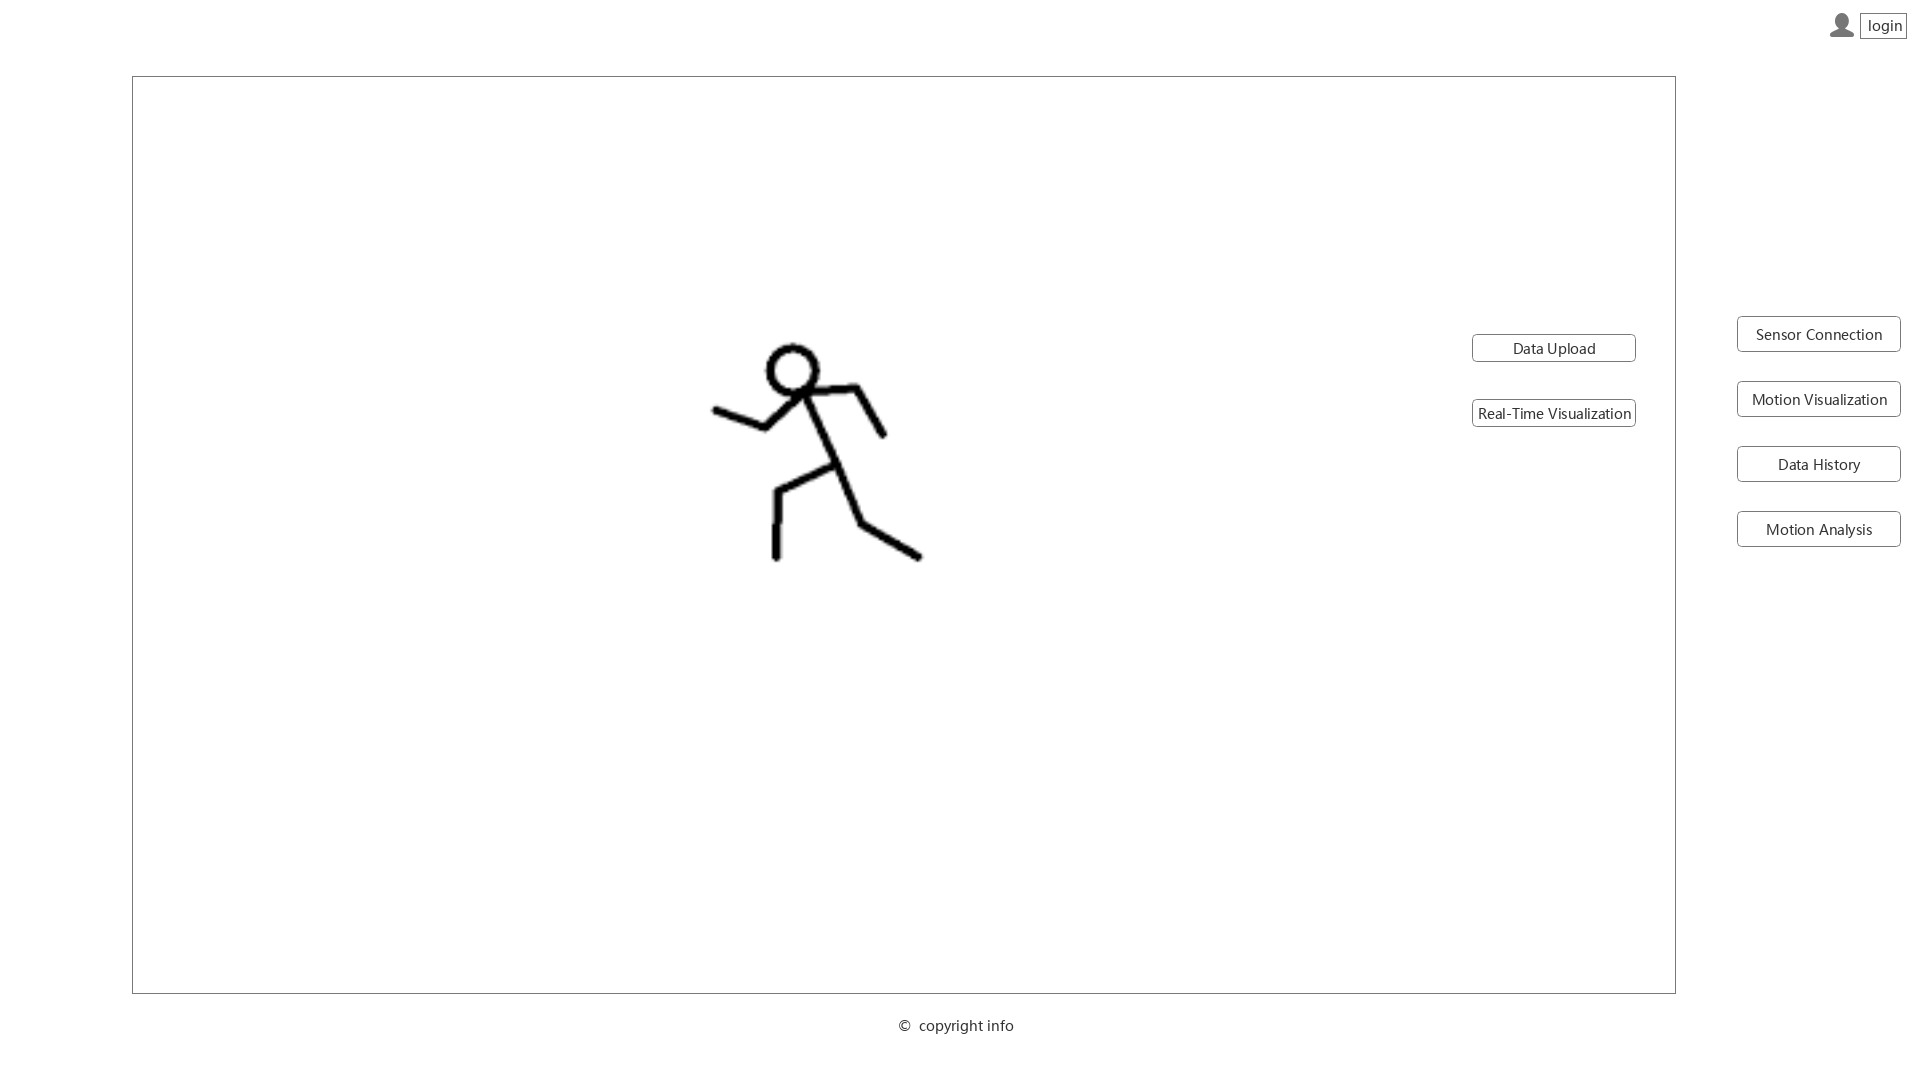 login
Data Upload
Real-Time Visualization
Sensor Connection
Motion Visualization
Data History
Motion Analysis
© copyright info